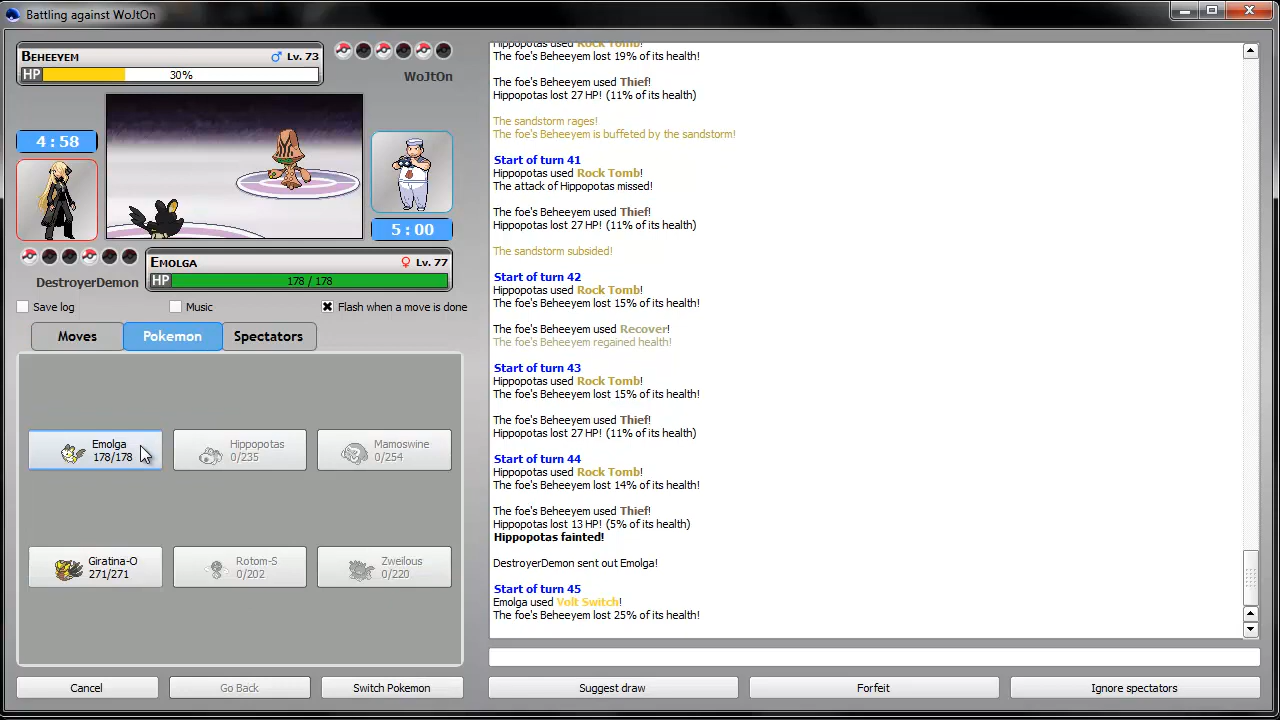 Battling against WoJtOn
BEHEEYEM ♂ Lv. 73
HP 30%
WoJtOn
4:58
5:00
DestroyerDemon
EMOLGA ♀ Lv. 77
HP 178 / 178
Save log
Music
Flash when a move is done
Moves
Pokemon
Spectators
Emolga
178/178
Hippopotas
0/235
Mamoswine
0/254
Giratina-O
271/271
Rotom-S
0/202
Zweilous
0/220
Cancel
Go Back
Switch Pokemon
Hippopotas used Rock Tomb!
The foe's Beheeyem lost 19% of its health!
The foe's Beheeyem used Thief!
Hippopotas lost 27 HP! (11% of its health)
The sandstorm rages!
The foe's Beheeyem is buffeted by the sandstorm!
Start of turn 41
Hippopotas used Rock Tomb!
The attack of Hippopotas missed!
The foe's Beheeyem used Thief!
Hippopotas lost 27 HP! (11% of its health)
The sandstorm subsided!
Start of turn 42
Hippopotas used Rock Tomb!
The foe's Beheeyem lost 15% of its health!
The foe's Beheeyem used Recover!
The foe's Beheeyem regained health!
Start of turn 43
Hippopotas used Rock Tomb!
The foe's Beheeyem lost 15% of its health!
The foe's Beheeyem used Thief!
Hippopotas lost 27 HP! (11% of its health)
Start of turn 44
Hippopotas used Rock Tomb!
The foe's Beheeyem lost 14% of its health!
The foe's Beheeyem used Thief!
Hippopotas lost 13 HP! (5% of its health)
Hippopotas fainted!
DestroyerDemon sent out Emolga!
Start of turn 45
Emolga used Volt Switch!
The foe's Beheeyem lost 25% of its health!
Suggest draw
Forfeit
Ignore spectators